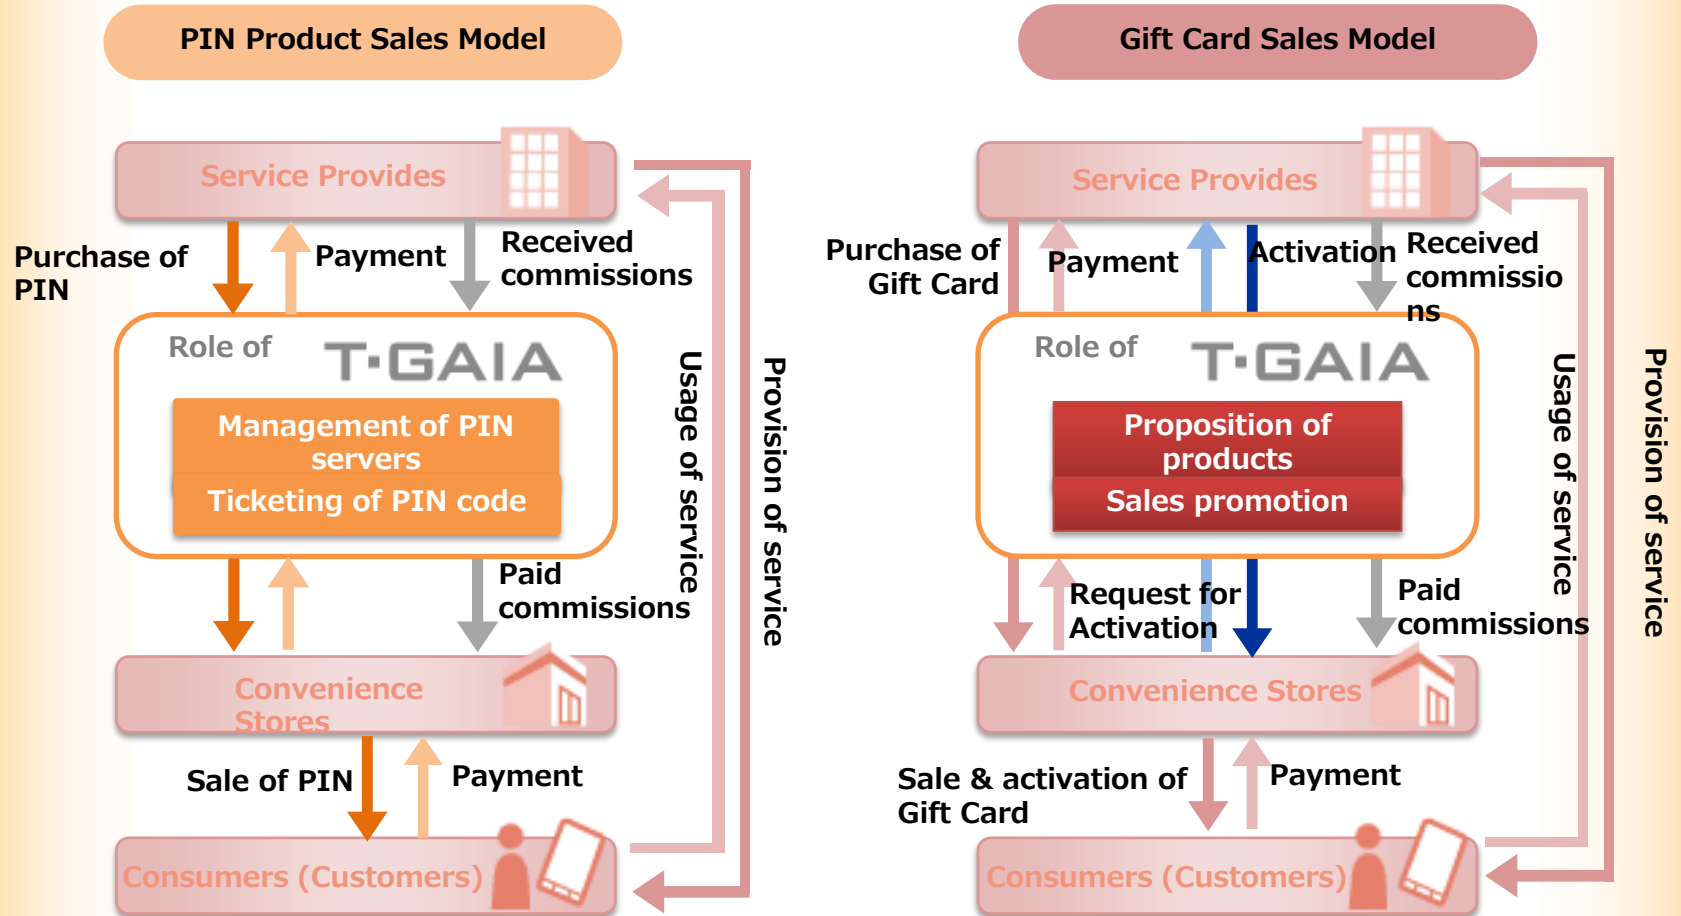 PIN Product Sales Model
Service Provides
Purchase of
PIN
Payment
Received
commissions
Role of
T·GAIA
Management of PIN
servers
Ticketing of PIN code
Paid
commissions
Convenience
Stores
Sale of PIN
Payment
Consumers (Customers)
Usage of service
Provision of service
Gift Card Sales Model
Service Provides
Purchase of
Gift Card
Payment
Activation
Received
commissio
ns
Role of
T·GAIA
Proposition of
products
Sales promotion
Request for
Activation
Paid
commissions
Convenience Stores
Sale & activation of
Gift Card
Payment
Consumers (Customers)
Usage of service
Provision of service